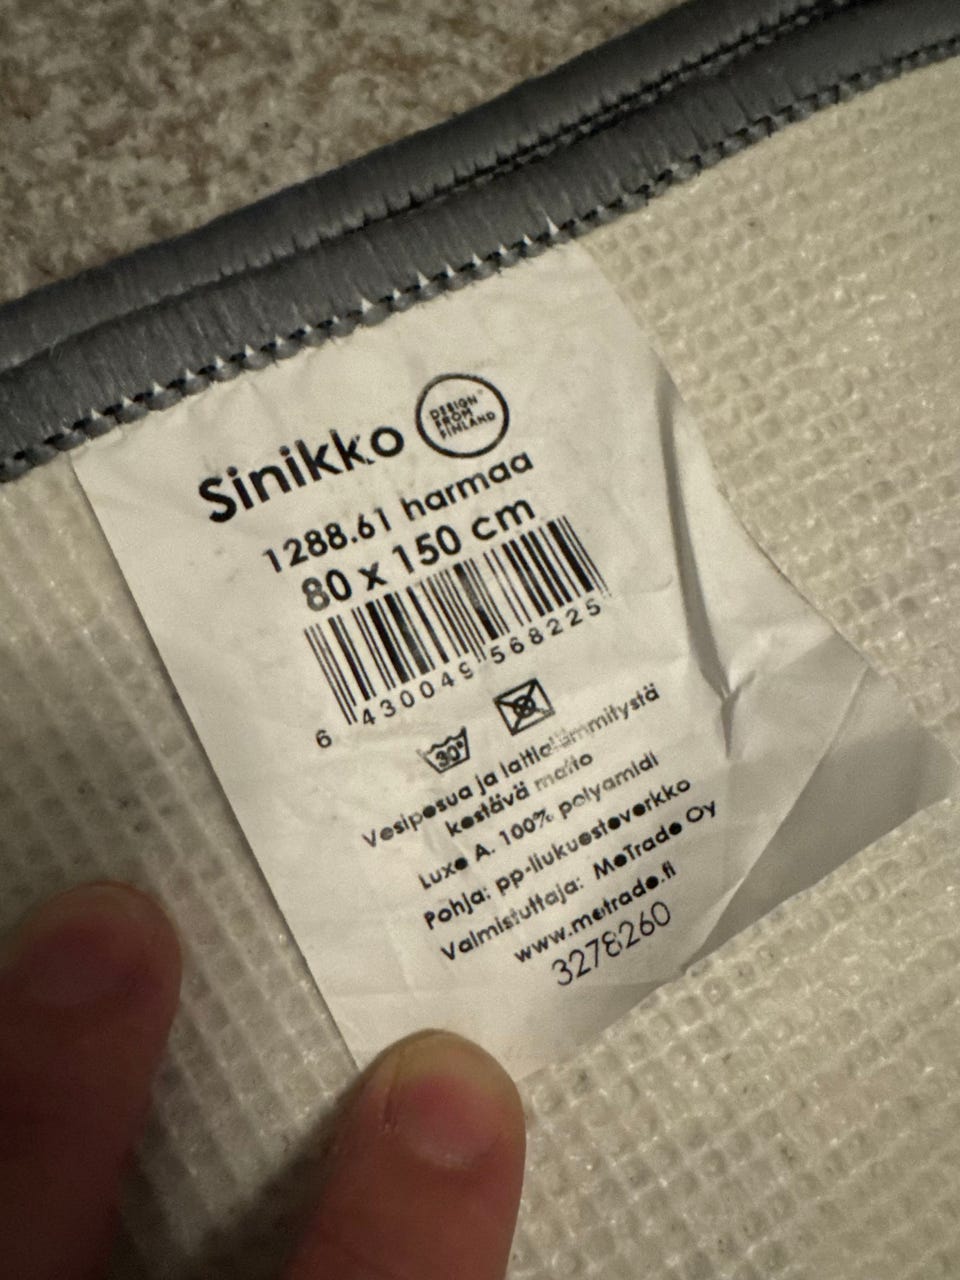 Sinikko
DESIGN
FROM
FINLAND
1288.61 harmaa
80 x 150 cm
6 430049 568225
30°
Vesipesua ja lattialämmitystä
kestävä matto
Luxe A. 100% polyamidi
Pohja: pp-liukuestoverkko
Valmistuttaja: MeTrade Oy
www.metrade.fi
3278260